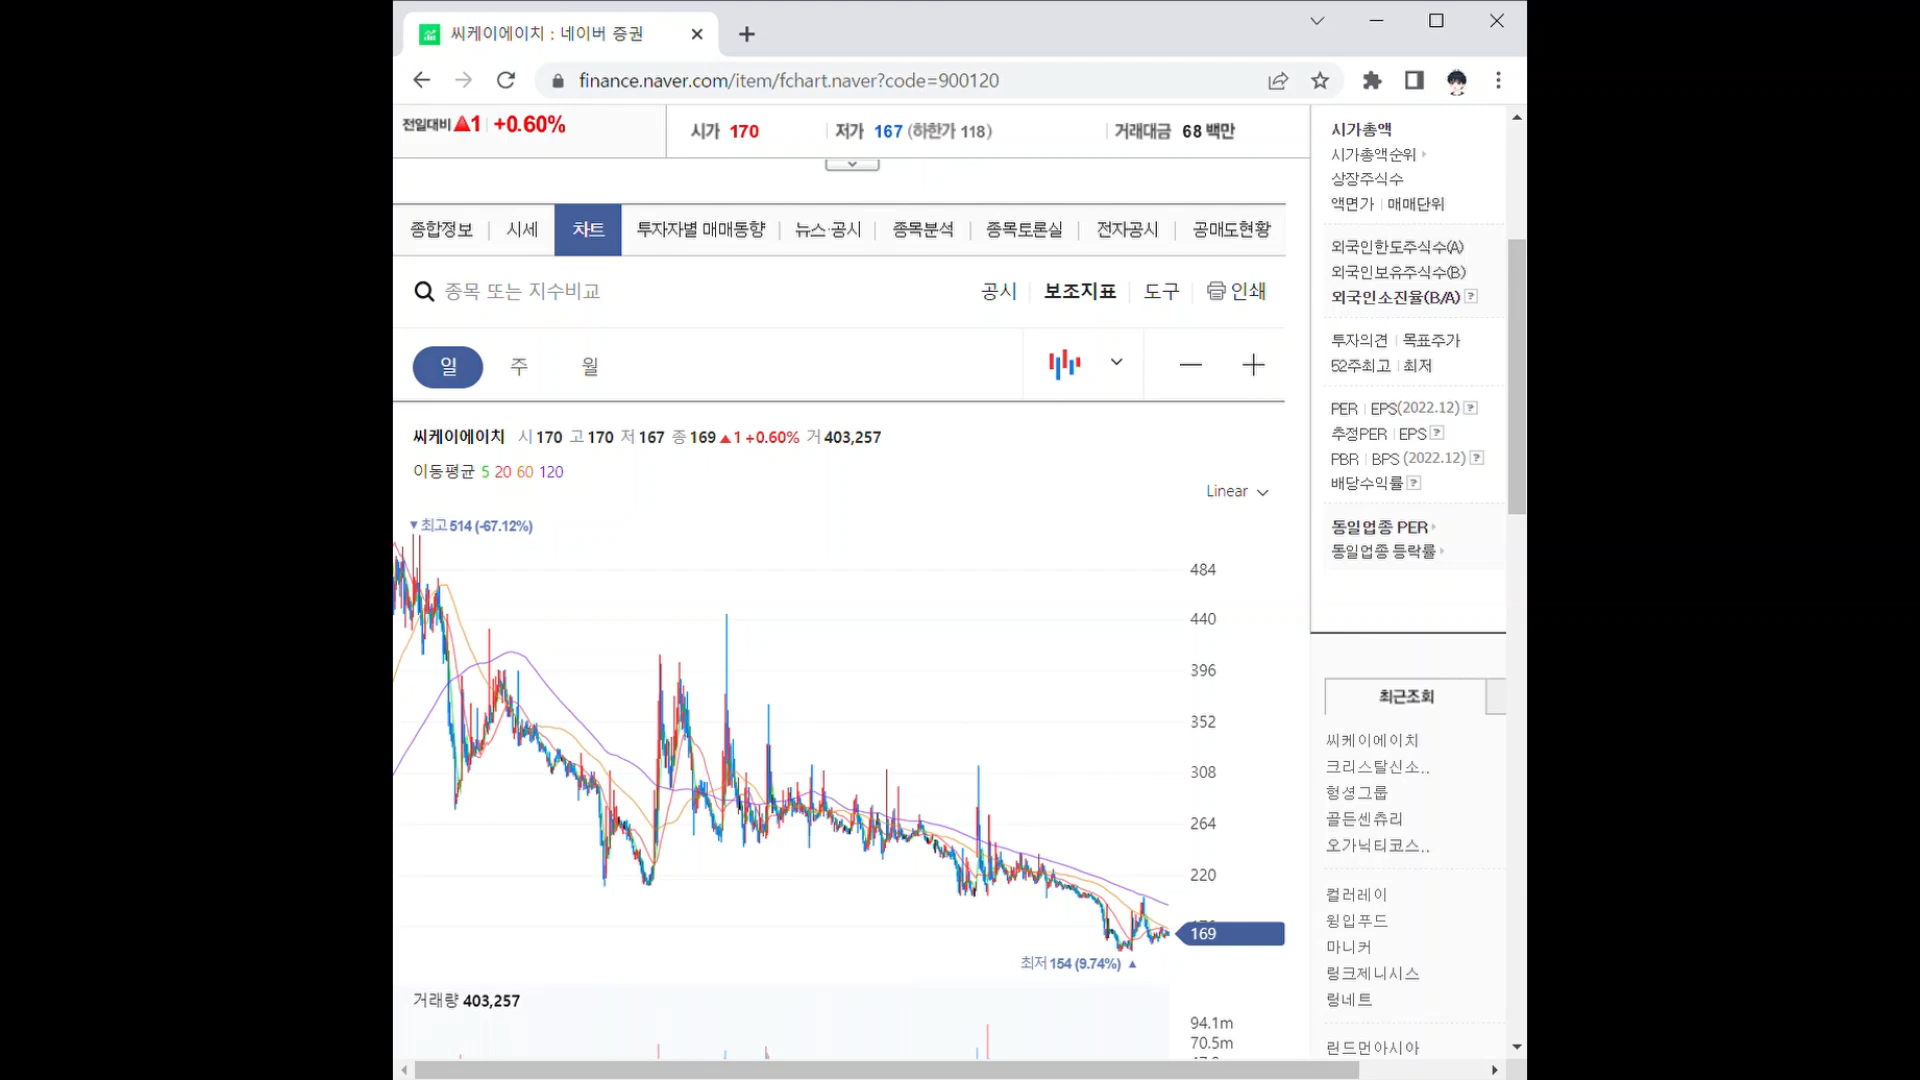 씨케이에이치 : 네이버 증권
finance.naver.com/item/fchart.naver?code=900120
전일대비 ▲1 +0.60%
시가 170
저가 167 (하한가 118)
거래대금 68 백만
종합정보 시세 차트 투자자별 매매동향 뉴스·공시 종목분석 종목토론실 전자공시 공매도현황
종목 또는 지수비교
공시 보조지표 도구 인쇄
일 주 월
씨케이에이치 시 170 고 170 저 167 종 169 ▲1 +0.60% 거 403,257
이동평균 5 20 60 120
Linear
▼최고 514 (-67.12%)
484
440
396
352
308
264
220
169
최저 154 (9.74%) ▲
거래량 403,257
94.1m
70.5m
시가총액
시가총액순위
상장주식수
액면가 매매단위
외국인한도주식수(A)
외국인보유주식수(B)
외국인소진율(B/A) ?
투자의견 목표주가
52주최고 최저
PER EPS(2022.12) ?
추정PER EPS ?
PBR BPS (2022.12) ?
배당수익률 ?
동일업종 PER
동일업종 등락률
최근조회
씨케이에이치
크리스탈신소..
헝셩그룹
골든센츄리
오가닉티코스..
컬러레이
윙입푸드
마니커
링크제니시스
링네트
린드먼아시아